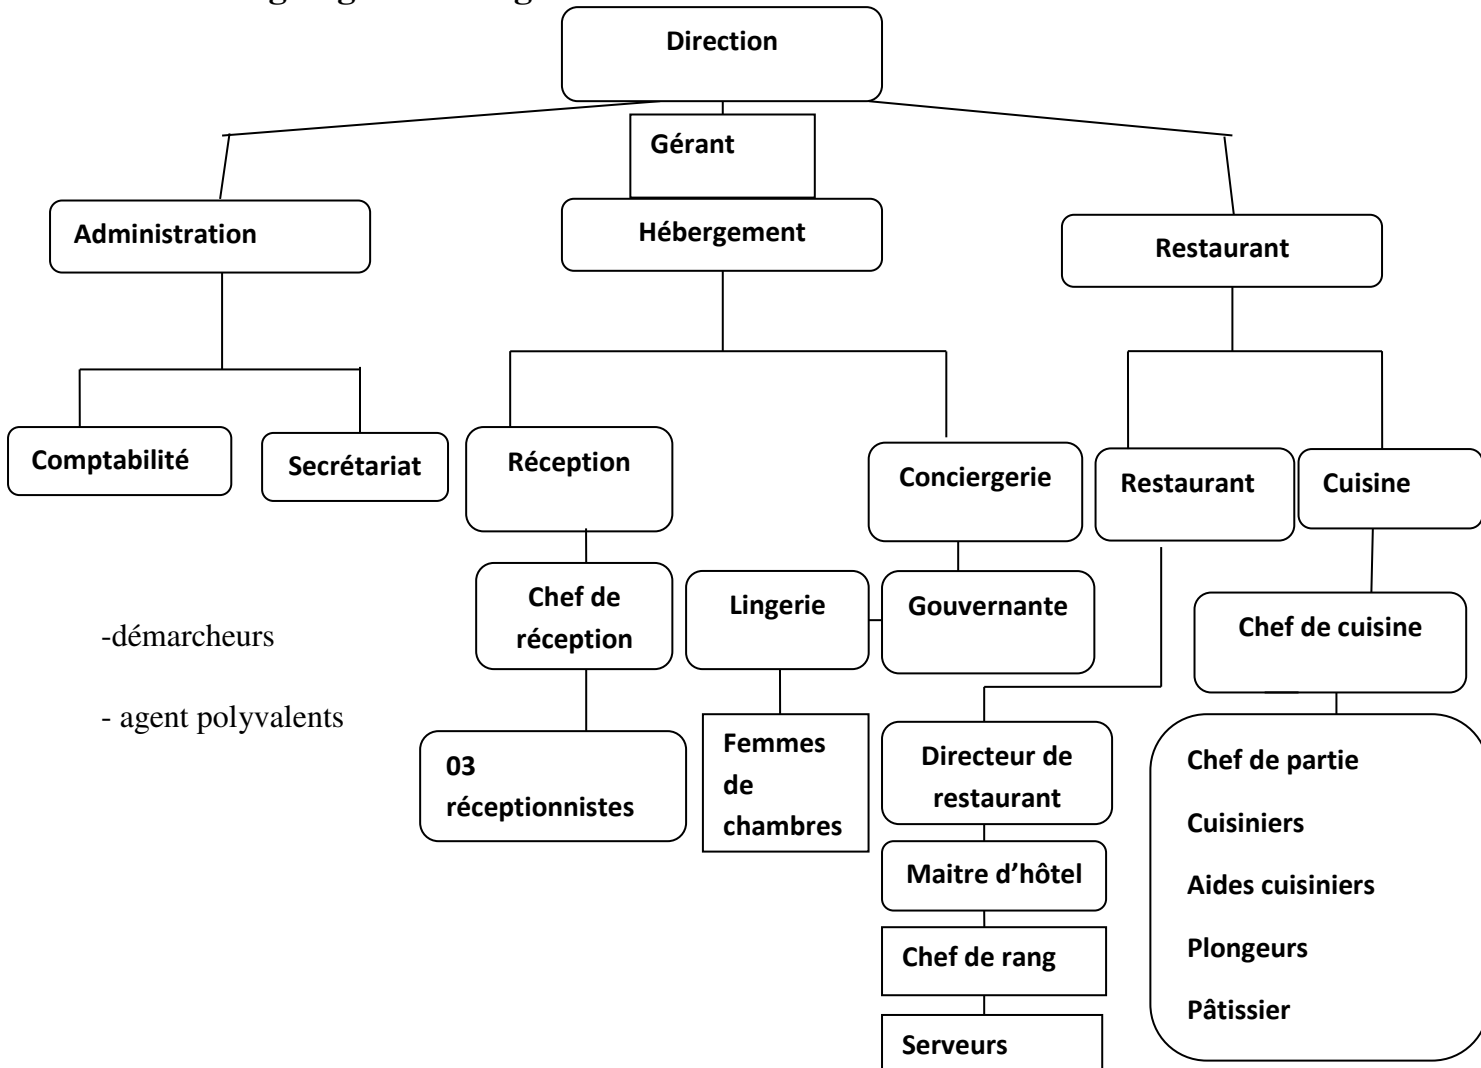 Direction
Gérant
Administration
Hébergement
Restaurant
Comptabilité
Secrétariat
Réception
Conciergerie
Restaurant
Cuisine
Chef de
réception
Lingerie
Gouvernante
Chef de cuisine
-démarcheurs
- agent polyvalents
03
réceptionnistes
Femmes
de
chambres
Directeur de
restaurant
Maitre d’hôtel
Chef de rang
Serveurs
Chef de partie
Cuisiniers
Aides cuisiniers
Plongeurs
Pâtissier